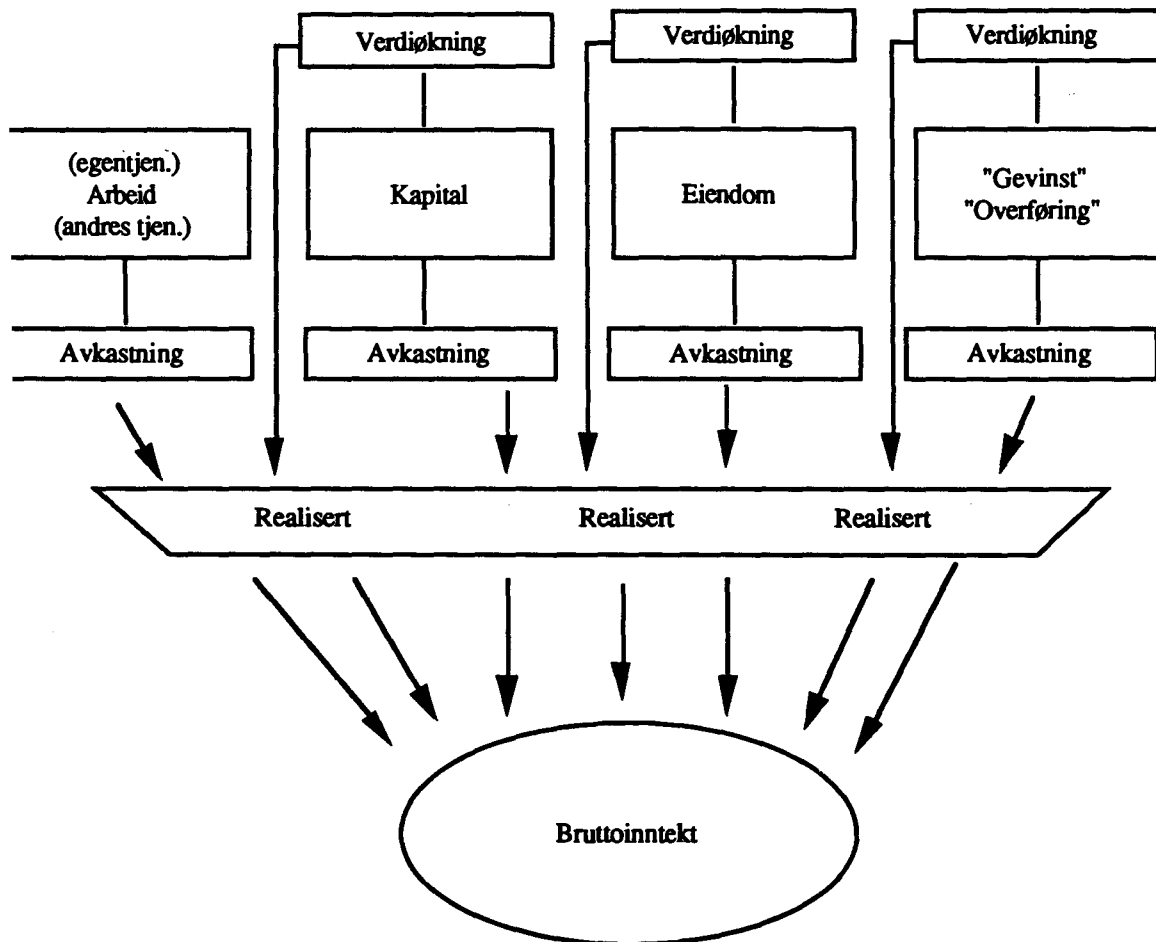 Verdiøkning
Verdiøkning
Verdiøkning
(egentjen.)
Arbeid
(andres tjen.)
Kapital
Eiendom
"Gevinst"
"Overføring"
Avkastning
Avkastning
Avkastning
Avkastning
Realisert
Realisert
Realisert
Bruttoinntekt